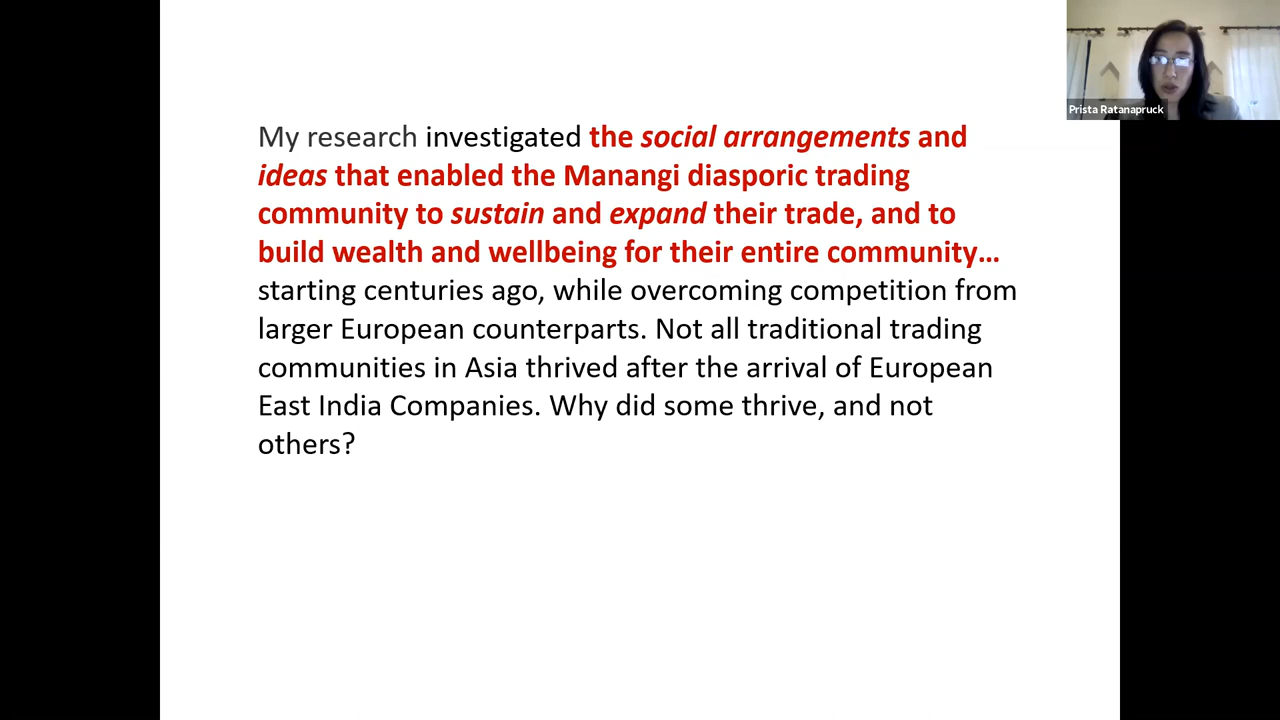 My research investigated the social arrangements and
ideas that enabled the Manangi diasporic trading
community to sustain and expand their trade, and to
build wealth and wellbeing for their entire community…
starting centuries ago, while overcoming competition from
larger European counterparts. Not all traditional trading
communities in Asia thrived after the arrival of European
East India Companies. Why did some thrive, and not
others?
Prista Ratanapruck